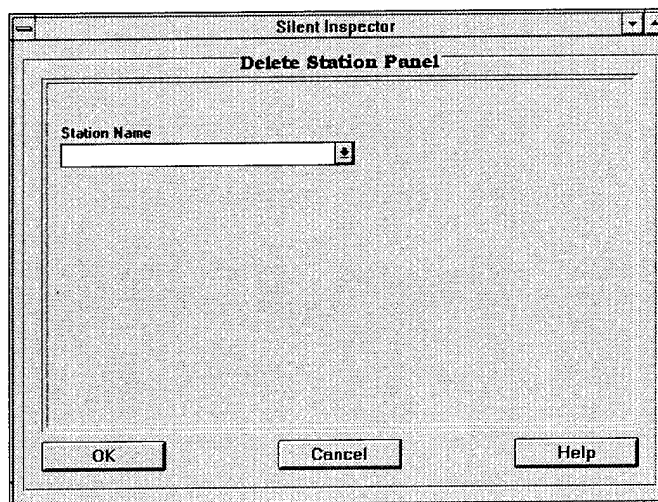 Silent Inspector
Delete Station Panel
Station Name
OK
Cancel
Help